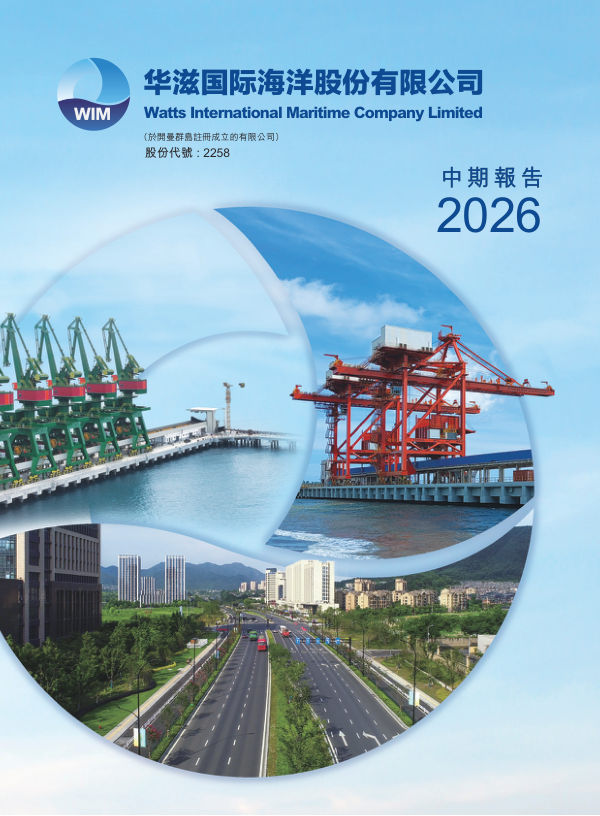 WIM
华滋国际海洋股份有限公司
Watts International Maritime Company Limited
(於開曼群島註冊成立的有限公司)
股份代號 : 2258
中期報告
2026